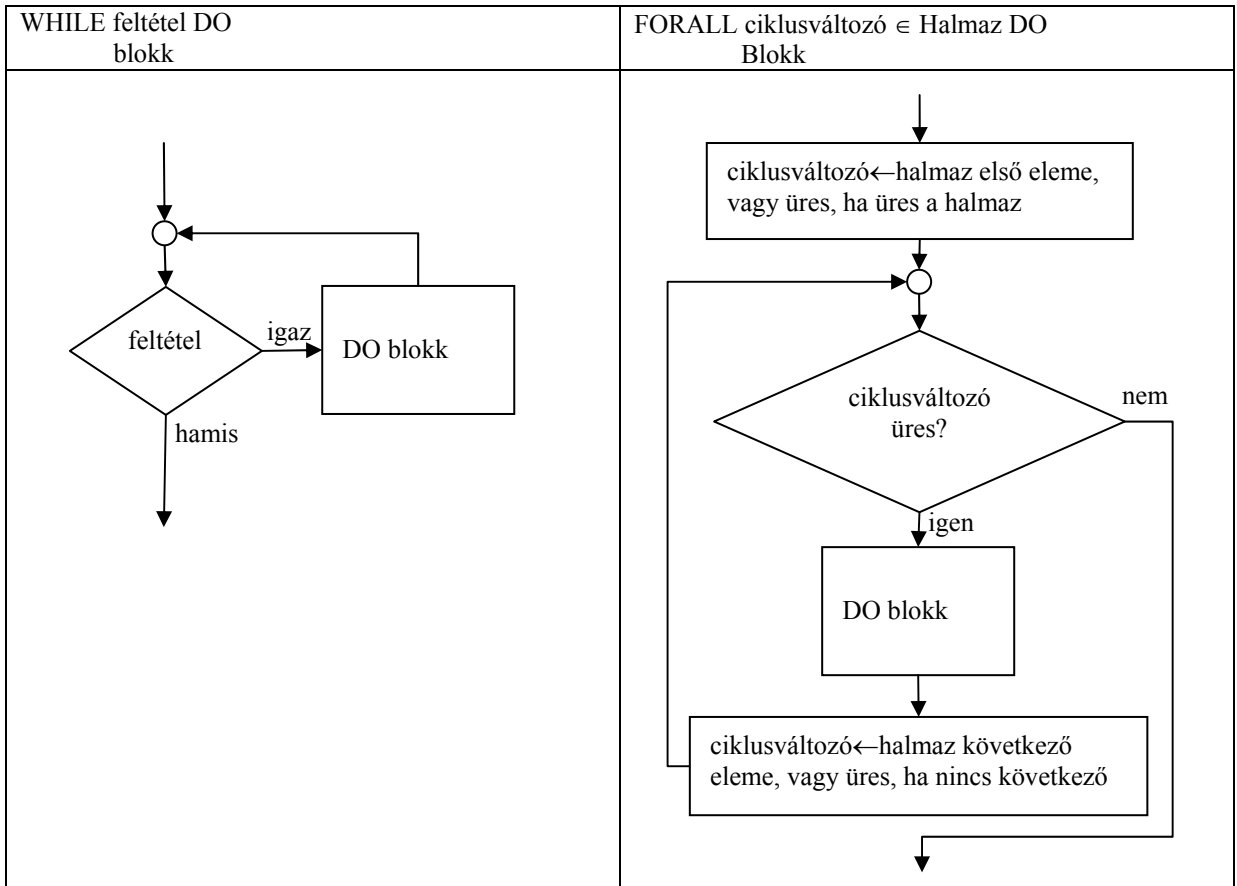 WHILE feltétel DO
blokk
feltétel
igaz
DO blokk
hamis
FORALL ciklusváltozó ∈ Halmaz DO
Blokk
ciklusváltozó←halmaz első eleme,
vagy üres, ha üres a halmaz
ciklusváltozó
üres?
nem
igen
DO blokk
ciklusváltozó←halmaz következő
eleme, vagy üres, ha nincs következő